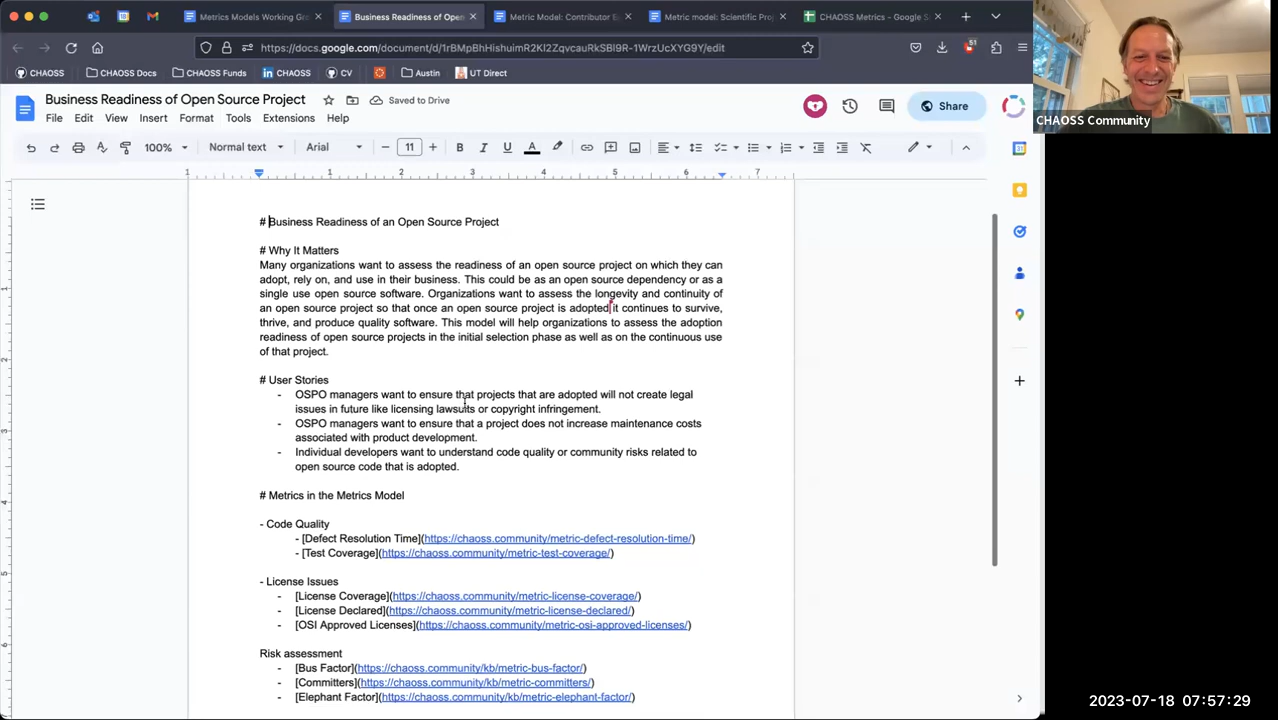 Metrics Models Working Gr
Business Readiness of Open
Metric Model: Contributor B
Metric model: Scientific Pro
CHAOSS Metrics - Google S
https://docs.google.com/document/d/1rBMpBhHishuimR2Kl2ZqvcauRkSBl9R-1WrzUcXYG9Y/edit
51
CHAOSS
CHAOSS Docs
CHAOSS Funds
CHAOSS
CV
Austin
UT Direct
Business Readiness of Open Source Project
Saved to Drive
File Edit View Insert Format Tools Extensions Help
Share
CHAOSS Community
100%
Normal text
Arial
11
1 1 2 3 4 5 6 7
# Business Readiness of an Open Source Project
# Why It Matters
Many organizations want to assess the readiness of an open source project on which they can
adopt, rely on, and use in their business. This could be as an open source dependency or as a
single use open source software. Organizations want to assess the longevity and continuity of
an open source project so that once an open source project is adopted it continues to survive,
thrive, and produce quality software. This model will help organizations to assess the adoption
readiness of open source projects in the initial selection phase as well as on the continuous use
of that project.
# User Stories
- OSPO managers want to ensure that projects that are adopted will not create legal
issues in future like licensing lawsuits or copyright infringement.
- OSPO managers want to ensure that a project does not increase maintenance costs
associated with product development.
- Individual developers want to understand code quality or community risks related to
open source code that is adopted.
# Metrics in the Metrics Model
- Code Quality
- [Defect Resolution Time](https://chaoss.community/metric-defect-resolution-time/)
- [Test Coverage](https://chaoss.community/metric-test-coverage/)
- License Issues
- [License Coverage](https://chaoss.community/metric-license-coverage/)
- [License Declared](https://chaoss.community/metric-license-declared/)
- [OSI Approved Licenses](https://chaoss.community/metric-osi-approved-licenses/)
Risk assessment
- [Bus Factor](https://chaoss.community/kb/metric-bus-factor/)
- [Committers](https://chaoss.community/kb/metric-committers/)
- [Elephant Factor](https://chaoss.community/kb/metric-elephant-factor/)
2023-07-18 07:57:29